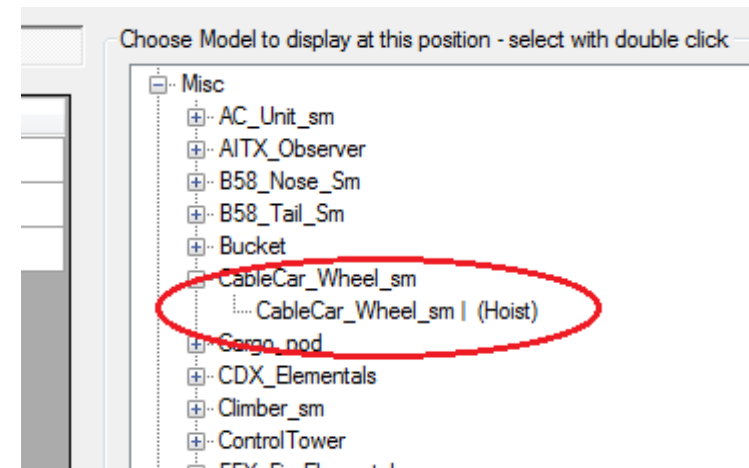 Choose Model to display at this position - select with double click
Misc
AC_Unit_sm
AITX_Observer
B58_Nose_Sm
B58_Tail_Sm
Bucket
CableCar_Wheel_sm
CableCar_Wheel_sm | (Hoist)
Cargo_pod
CDX_Elementals
Climber_sm
ControlTower